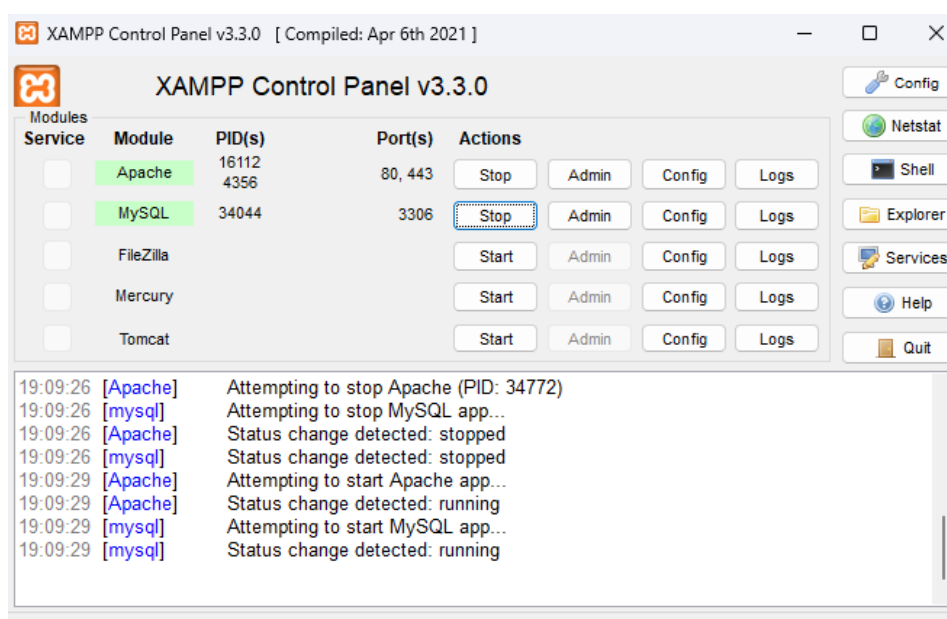 XAMPP Control Panel v3.3.0 [ Compiled: Apr 6th 2021 ]
XAMPP Control Panel v3.3.0
Config
Modules
Service Module PID(s) Port(s) Actions
Netstat
Apache 16112 4356 80, 443 Stop Admin Config Logs
Shell
MySQL 34044 3306 Stop Admin Config Logs
Explorer
FileZilla Start Admin Config Logs
Services
Mercury Start Admin Config Logs
Help
Tomcat Start Admin Config Logs
Quit
19:09:26 [Apache] Attempting to stop Apache (PID: 34772)
19:09:26 [mysql] Attempting to stop MySQL app...
19:09:26 [Apache] Status change detected: stopped
19:09:26 [mysql] Status change detected: stopped
19:09:29 [Apache] Attempting to start Apache app...
19:09:29 [Apache] Status change detected: running
19:09:29 [mysql] Attempting to start MySQL app...
19:09:29 [mysql] Status change detected: running